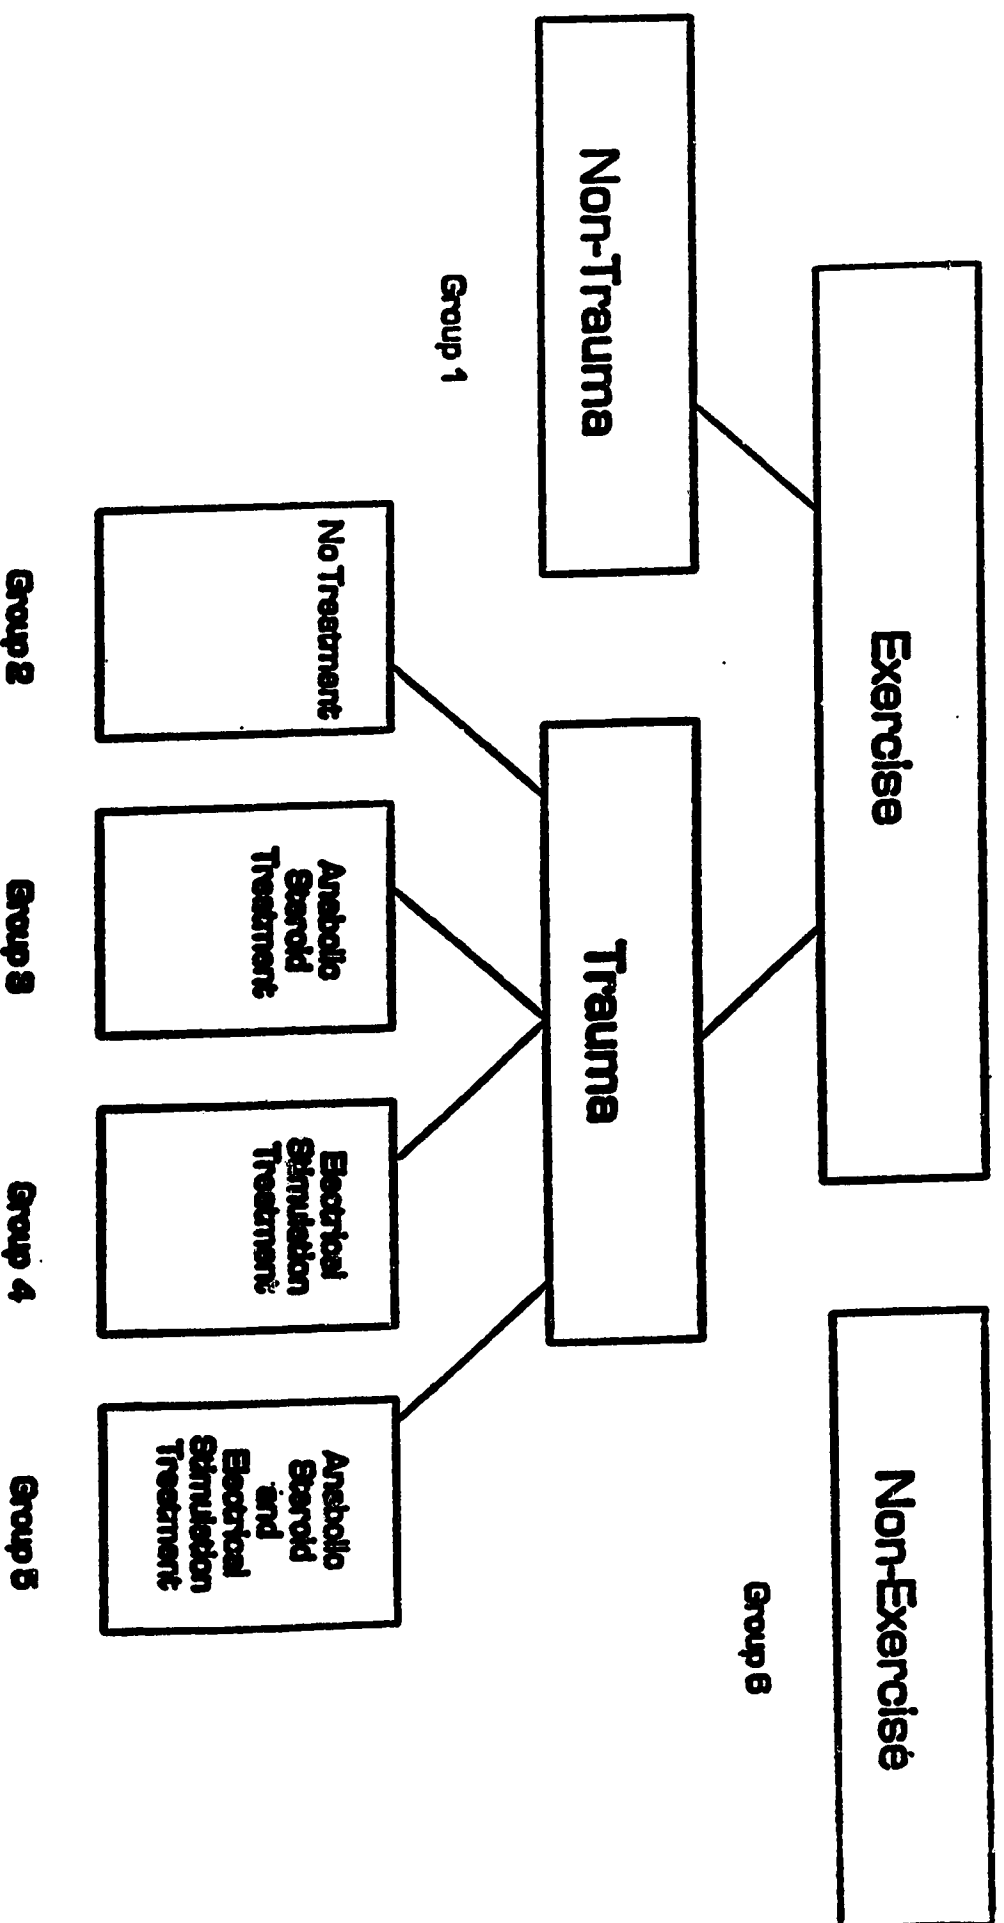 Exercise
Non-Exercise
Group 6
Non-Trauma
Group 1
Trauma
No Treatment
Group 2
Anabolic
Steroid
Treatment
Group 3
Electrical
Stimulation
Treatment
Group 4
Anabolic
Steroid
and
Electrical
Stimulation
Treatment
Group 5